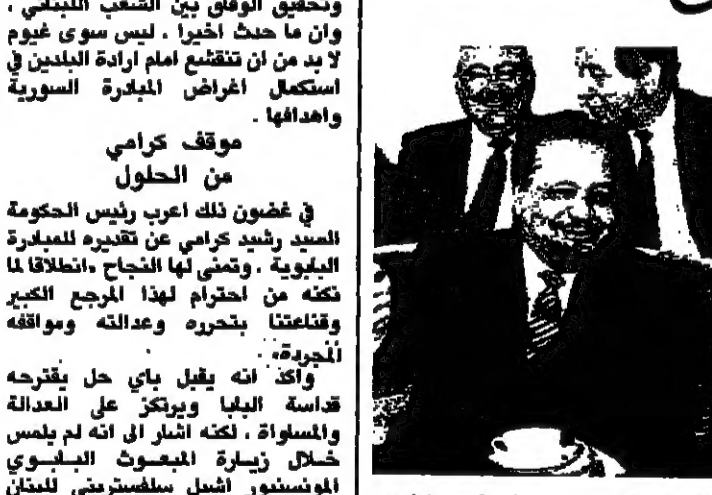 وتحقيق الوفاق بين الشعب اللبناني ،
وان ما حدث اخيرا . ليس سوى غيوم
لا بد من ان تنقشع امام ارادة البلدين في
استكمال اغراض المبادرة السورية
واهدافها .
موقف كرامي
من الحلول
في غضون ذلك اعرب رئيس الحكومة
السيد رشيد كرامي عن تقديره للمبادرة
البابوية . وتمنى لها النجاح «انطلاقا لما
نكنه من احترام لهذا المرجع الكبير
وقناعتنا بتحرره وعدالته ومواقفه
المجردة» .
واكد انه يقبل باي حل يقترحه
قداسة البابا ويرتكز على العدالة
والمساواة . لكنه اشار الى انه لم يلمس
خلال زيارة المبعوث البابوي
المونسنيور اشيل سلفستريني للبنان